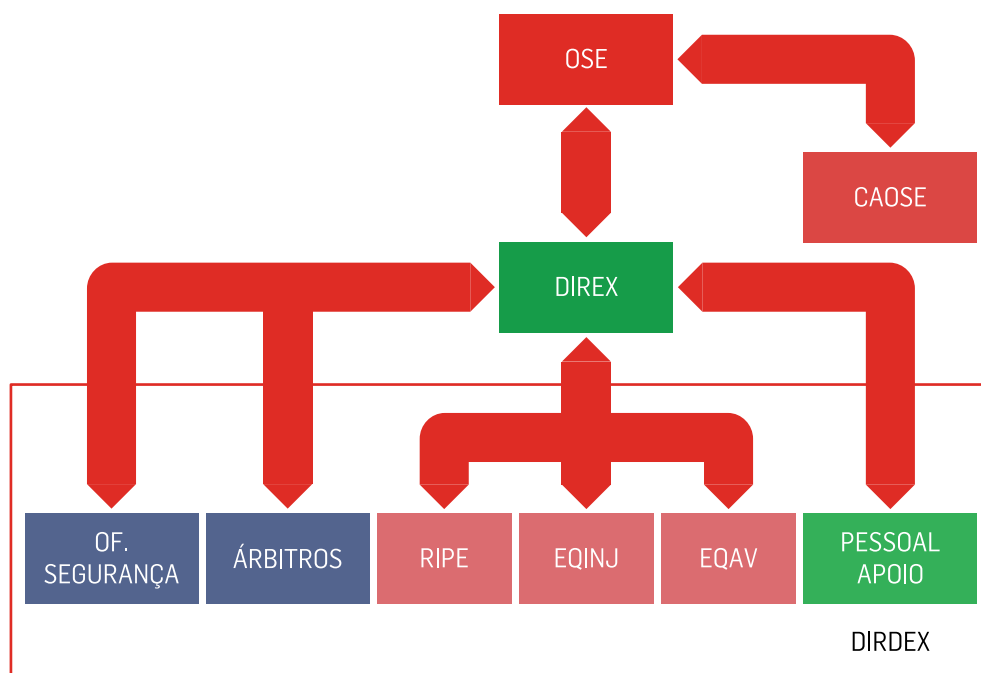 OSE
CAOSE
DIREX
OF.
SEGURANÇA
ÁRBITROS
RIPE
EQINJ
EQAV
PESSOAL
APOIO
DIRDEX